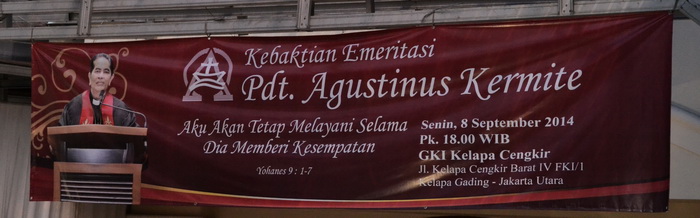 Kebaktian Emeritasi
Pdt. Agustinus Kermite
Aku Akan Tetap Melayani Selama
Dia Memberi Kesempatan
Yohanes 9 : 1-7
Senin, 8 September 2014
Pk. 18.00 WIB
GKI Kelapa Cengkir
Jl. Kelapa Cengkir Barat IV FKI/1
Kelapa Gading - Jakarta Utara